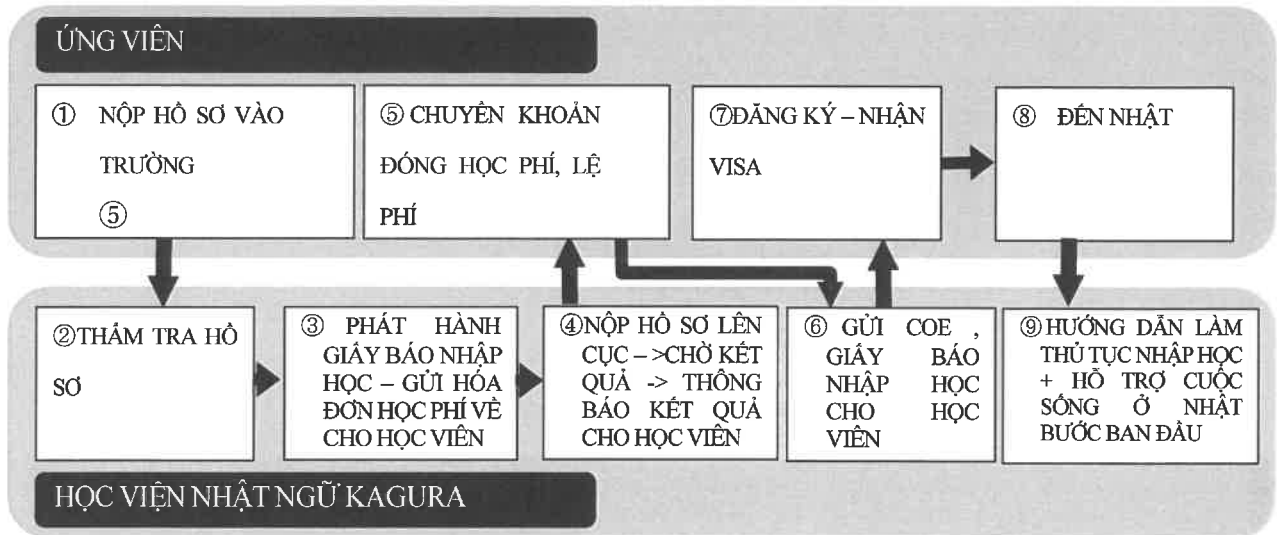 ỨNG VIÊN
① NỘP HỒ SƠ VÀO
TRƯỜNG
⑤
⑤ CHUYỂN KHOẢN
ĐÓNG HỌC PHÍ, LỆ
PHÍ
⑦ĐĂNG KÝ – NHẬN
VISA
⑧ ĐẾN NHẬT
②THẨM TRA HỒ
SƠ
③ PHÁT HÀNH
GIẤY BÁO NHẬP
HỌC – GỬI HÓA
ĐƠN HỌC PHÍ VỀ
CHO HỌC VIÊN
④NỘP HỒ SƠ LÊN
CỤC – >CHỜ KẾT
QUẢ -> THÔNG
BÁO KẾT QUẢ
CHO HỌC VIÊN
⑥ GỬI COE ,
GIẤY BÁO
NHẬP HỌC
CHO HỌC
VIÊN
⑨HƯỚNG DẪN LÀM
THỦ TỤC NHẬP HỌC
+ HỖ TRỢ CUỘC
SỐNG Ở NHẬT
BƯỚC BAN ĐẦU
HỌC VIỆN NHẬT NGỮ KAGURA